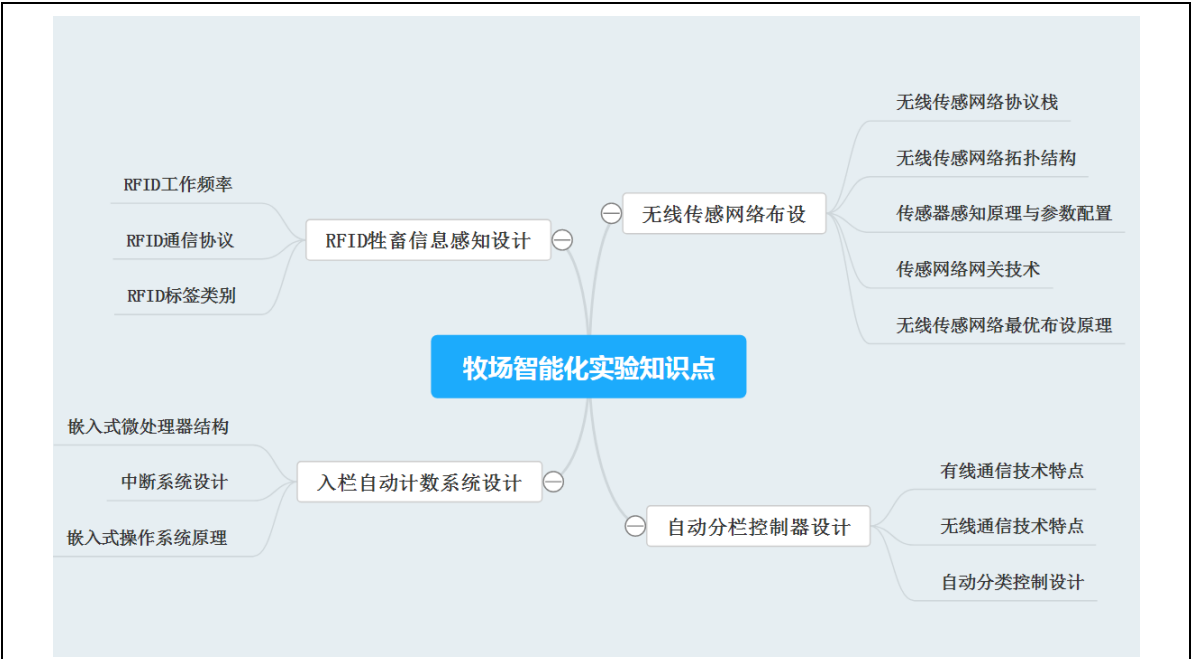 无线传感网络协议栈
无线传感网络拓扑结构
RFID工作频率
无线传感网络布设
传感器感知原理与参数配置
RFID通信协议
RFID牲畜信息感知设计
传感网络网关技术
RFID标签类别
无线传感网络最优布设原理
牧场智能化实验知识点
嵌入式微处理器结构
有线通信技术特点
中断系统设计
入栏自动计数系统设计
自动分栏控制器设计
无线通信技术特点
嵌入式操作系统原理
自动分类控制设计